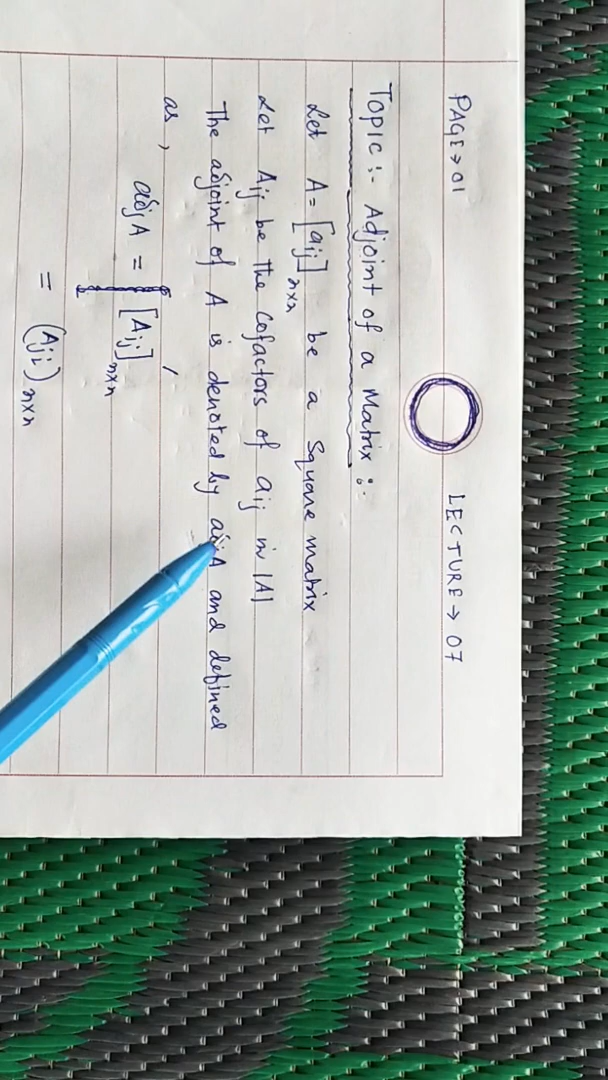 PAGE→01 LECTURE→07
Topic:- Adjoint of a Matrix:-
Let A = [aij]n×n be a square matrix
Let Aij be the cofactors of aij in |A|
The adjoint of A is denoted by adjA and defined
as,
adj A = [Aij]'n×n
= (Aji)n×n